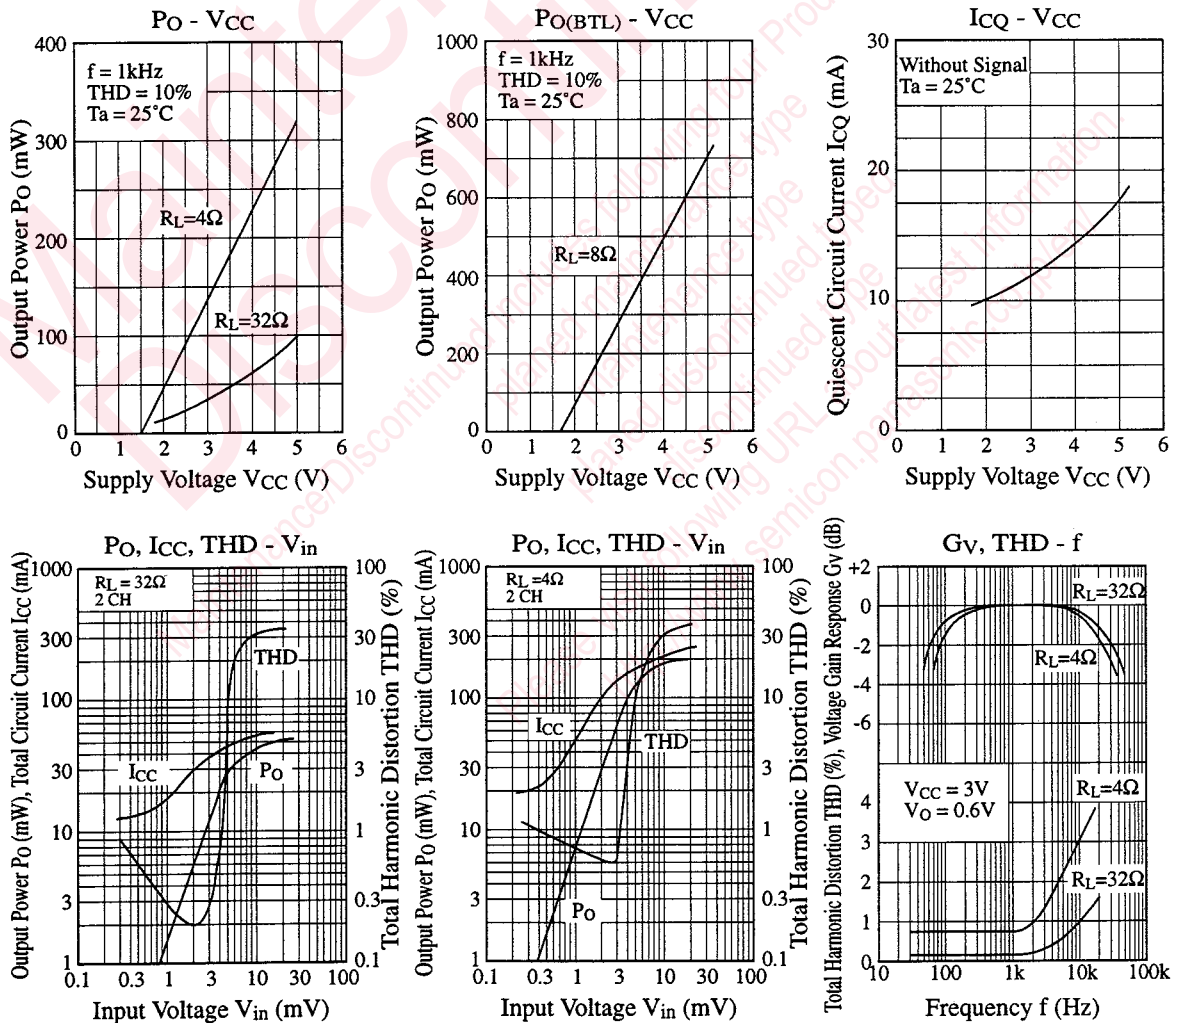 PO - VCC
400
300
200
100
0
f = 1kHz
THD = 10%
Ta = 25°C
RL=4Ω
RL=32Ω
0 1 2 3 4 5 6
Output Power PO (mW)
Supply Voltage VCC (V)
PO(BTL) - VCC
1000
800
600
400
200
0
f = 1kHz
THD = 10%
Ta = 25°C
RL=8Ω
0 1 2 3 4 5 6
Output Power PO (mW)
Supply Voltage VCC (V)
ICQ - VCC
30
20
10
0
Without Signal
Ta = 25°C
0 1 2 3 4 5 6
Quiescent Circuit Current ICQ (mA)
Supply Voltage VCC (V)
PO, ICC, THD - Vin
1000
300
100
30
10
3
1
RL = 32Ω
2 CH
THD
ICC
PO
100
30
10
3
1
0.3
0.1
0.1 0.3 1 3 10 30 100
Output Power PO (mW), Total Circuit Current ICC (mA)
Total Harmonic Distortion THD (%)
Input Voltage Vin (mV)
PO, ICC, THD - Vin
1000
300
100
30
10
3
1
RL=4Ω
2 CH
ICC
THD
PO
100
30
10
3
1
0.3
0.1
0.1 0.3 1 3 10 30 100
Output Power PO (mW), Total Circuit Current ICC (mA)
Total Harmonic Distortion THD (%)
Input Voltage Vin (mV)
GV, THD - f
+2
0
-2
-4
-6
4
3
2
1
0
RL=32Ω
RL=4Ω
VCC = 3V
VO = 0.6V
RL=4Ω
RL=32Ω
10 100 1k 10k 100k
Total Harmonic Distortion THD (%), Voltage Gain Response GV (dB)
Frequency f (Hz)
planed maintenance type
maintenance type
planed discontinued type
discontinued type